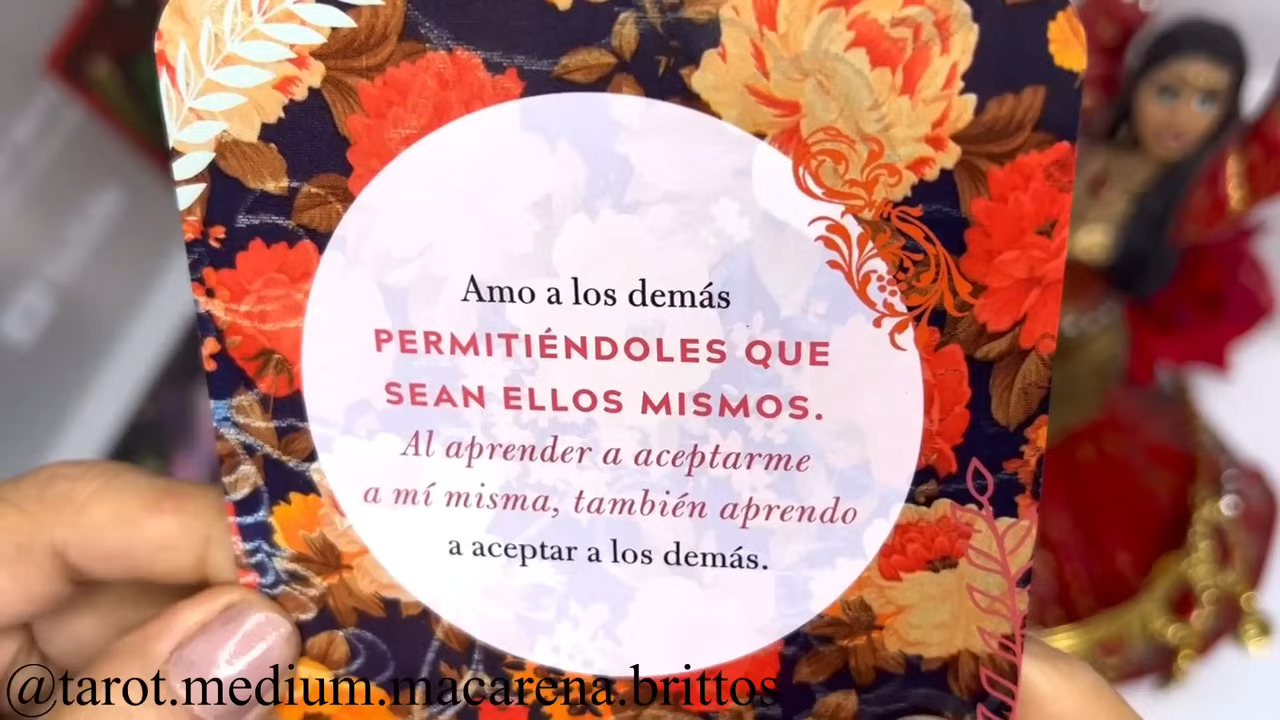 Amo a los demás
PERMITIÉNDOLES QUE
SEAN ELLOS MISMOS.
Al aprender a aceptarme
a mí misma, también aprendo
a aceptar a los demás.
@tarot.medium.macarena.brittos